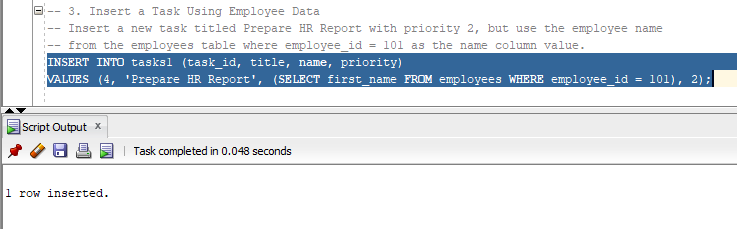 -- 3. Insert a Task Using Employee Data
-- Insert a new task titled Prepare HR Report with priority 2, but use the employee name
-- from the employees table where employee_id = 101 as the name column value.
INSERT INTO tasks1 (task_id, title, name, priority)
VALUES (4, 'Prepare HR Report', (SELECT first_name FROM employees WHERE employee_id = 101), 2);
Script Output x
Task completed in 0.048 seconds
1 row inserted.